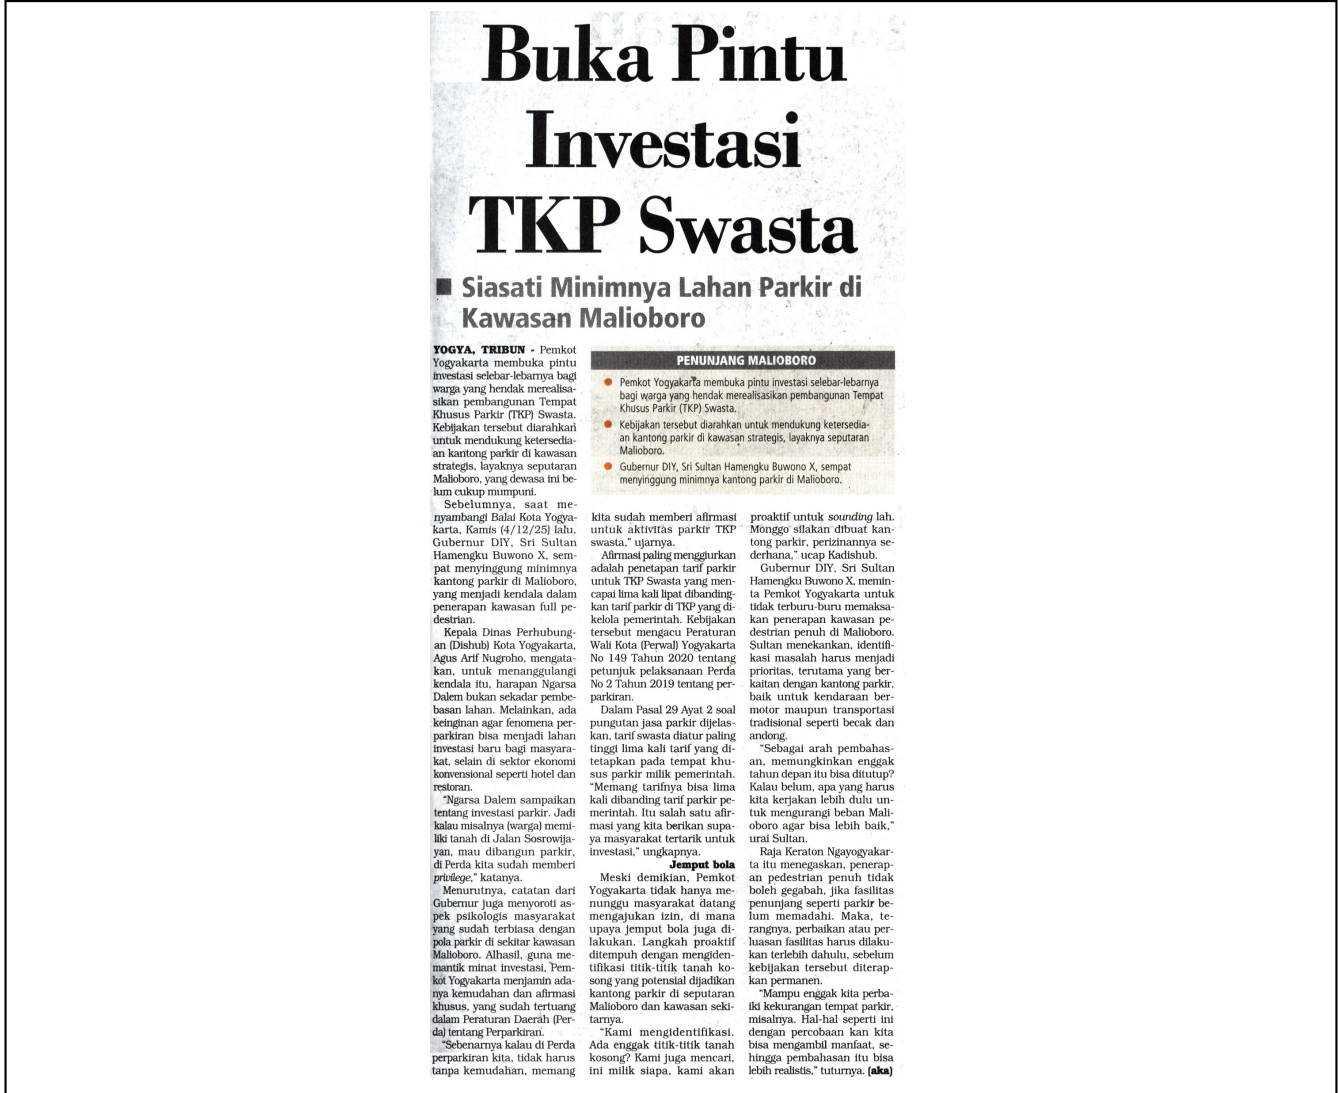 Buka Pintu
Investasi
TKP Swasta
■ Siasati Minimnya Lahan Parkir di
Kawasan Malioboro
YOGYA, TRIBUN - Pemkot
Yogyakarta membuka pintu
investasi selebar-lebarnya bagi
warga yang hendak merealisa-
sikan pembangunan Tempat
Khusus Parkir (TKP) Swasta.
Kebijakan tersebut diarahkan
untuk mendukung ketersedia-
an kantong parkir di kawasan
strategis, layaknya seputaran
Malioboro, yang dewasa ini be-
lum cukup mumpuni.
Sebelumnya, saat me-
nyambangi Balai Kota Yogya-
karta, Kamis (4/12/25) lalu,
Gubernur DIY, Sri Sultan
Hamengku Buwono X, sem-
pat menyinggung minimnya
kantong parkir di Malioboro,
yang menjadi kendala dalam
penerapan kawasan full pe-
destrian.
Kepala Dinas Perhubung-
an (Dishub) Kota Yogyakarta,
Agus Arif Nugroho, mengata-
kan, untuk menanggulangi
kendala itu, harapan Ngarsa
Dalem bukan sekadar pembe-
basan lahan. Melainkan, ada
keinginan agar fenomena per-
parkiran bisa menjadi lahan
investasi baru bagi masyara-
kat, selain di sektor ekonomi
konvensional seperti hotel dan
restoran.
"Ngarsa Dalem sampaikan
tentang investasi parkir. Jadi
kalau misalnya (warga) memi-
liki tanah di Jalan Sosrowija-
yan, mau dibangun parkir,
di Perda kita sudah memberi
privilege," katanya.
Menurutnya, catatan dari
Gubernur juga menyoroti as-
pek psikologis masyarakat
yang sudah terbiasa dengan
pola parkir di sekitar kawasan
Malioboro. Alhasil, guna me-
mantik minat investasi, Pem-
kot Yogyakarta menjamin ada-
nya kemudahan dan afirmasi
khusus, yang sudah tertuang
dalam Peraturan Daerah (Per-
da) tentang Perparkiran.
"Sebenarnya kalau di Perda
perparkiran kita, tidak harus
tanpa kemudahan, memang
PENUNJANG MALIOBORO
● Pemkot Yogyakarta membuka pintu investasi selebar-lebarnya
bagi warga yang hendak merealisasikan pembangunan Tempat
Khusus Parkir (TKP) Swasta.
● Kebijakan tersebut diarahkan untuk mendukung ketersedia-
an kantong parkir di kawasan strategis, layaknya seputaran
Malioboro.
● Gubernur DIY, Sri Sultan Hamengku Buwono X, sempat
menyinggung minimnya kantong parkir di Malioboro.
kita sudah memberi afirmasi
untuk aktivitas parkir TKP
swasta," ujarnya.
Afirmasi paling menggiurkan
adalah penetapan tarif parkir
untuk TKP Swasta yang men-
capai lima kali lipat dibanding-
kan tarif parkir di TKP yang di-
kelola pemerintah. Kebijakan
tersebut mengacu Peraturan
Wali Kota (Perwal) Yogyakarta
No 149 Tahun 2020 tentang
petunjuk pelaksanaan Perda
No 2 Tahun 2019 tentang per-
parkiran.
Dalam Pasal 29 Ayat 2 soal
pungutan jasa parkir dijelas-
kan, tarif swasta diatur paling
tinggi lima kali tarif yang di-
tetapkan pada tempat khu-
sus parkir milik pemerintah.
"Memang tarifnya bisa lima
kali dibanding tarif parkir pe-
merintah. Itu salah satu afir-
masi yang kita berikan supa-
ya masyarakat tertarik untuk
investasi," ungkapnya.
Jemput bola
Meski demikian, Pemkot
Yogyakarta tidak hanya me-
nunggu masyarakat datang
mengajukan izin, di mana
upaya jemput bola juga di-
lakukan. Langkah proaktif
ditempuh dengan mengiden-
tifikasi titik-titik tanah ko-
song yang potensial dijadikan
kantong parkir di seputaran
Malioboro dan kawasan seki-
tarnya.
"Kami mengidentifikasi.
Ada enggak titik-titik tanah
kosong? Kami juga mencari,
ini milik siapa, kami akan
proaktif untuk sounding lah.
Monggo silakan dibuat kan-
tong parkir, perizinannya se-
derhana," ucap Kadishub.
Gubernur DIY, Sri Sultan
Hamengku Buwono X, memin-
ta Pemkot Yogyakarta untuk
tidak terburu-buru memaksa-
kan penerapan kawasan pe-
destrian penuh di Malioboro.
Sultan menekankan, identifi-
kasi masalah harus menjadi
prioritas, terutama yang ber-
kaitan dengan kantong parkir,
baik untuk kendaraan ber-
motor maupun transportasi
tradisional seperti becak dan
andong.
"Sebagai arah pembahas-
an, memungkinkan enggak
tahun depan itu bisa ditutup?
Kalau belum, apa yang harus
kita kerjakan lebih dulu un-
tuk mengurangi beban Mali-
oboro agar bisa lebih baik,"
urai Sultan.
Raja Keraton Ngayogyakar-
ta itu menegaskan, penerap-
an pedestrian penuh tidak
boleh gegabah, jika fasilitas
penunjang seperti parkir be-
lum memadahi. Maka, te-
rangnya, perbaikan atau per-
luasan fasilitas harus dilaku-
kan terlebih dahulu, sebelum
kebijakan tersebut diterap-
kan permanen.
"Mampu enggak kita perba-
iki kekurangan tempat parkir,
misalnya. Hal-hal seperti ini
dengan percobaan kan kita
bisa mengambil manfaat, se-
hingga pembahasan itu bisa
lebih realistis," tuturnya. (aka)